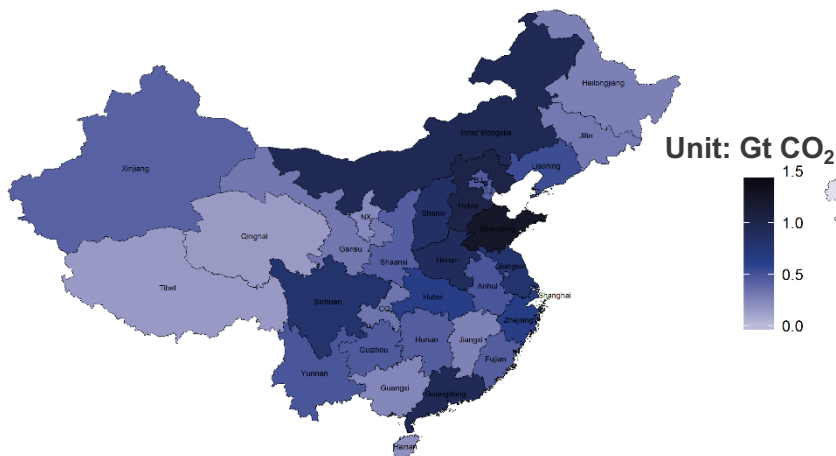 Heilongjiang
Inner Mongolia
Jilin
Unit: Gt CO2
Xinjiang
Liaoning
1.5
BJ
Hebei
Shanxi
NX
Shandong
1.0
Qinghai
Gansu
Shaanxi
Henan
Jiangsu
Tibet
Anhui
0.5
Sichuan
Hubei
Shanghai
CQ
Zhejiang
0.0
Hunan
Jiangxi
Guizhou
Fujian
Yunnan
Guangxi
Guangdong
Hainan